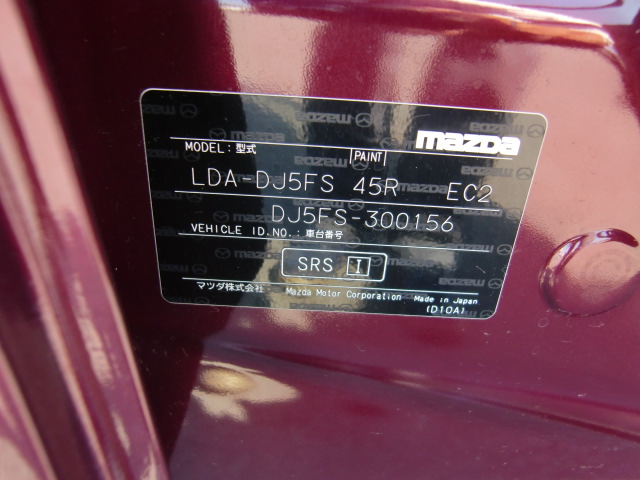 mazda
MODEL: 型式 PAINT
LDA-DJ5FS 45R EC2
DJ5FS-300156
VEHICLE ID.NO.: 車台番号
SRS I
マツダ株式会社 Mazda Motor Corporation Made in Japan
(D10A)